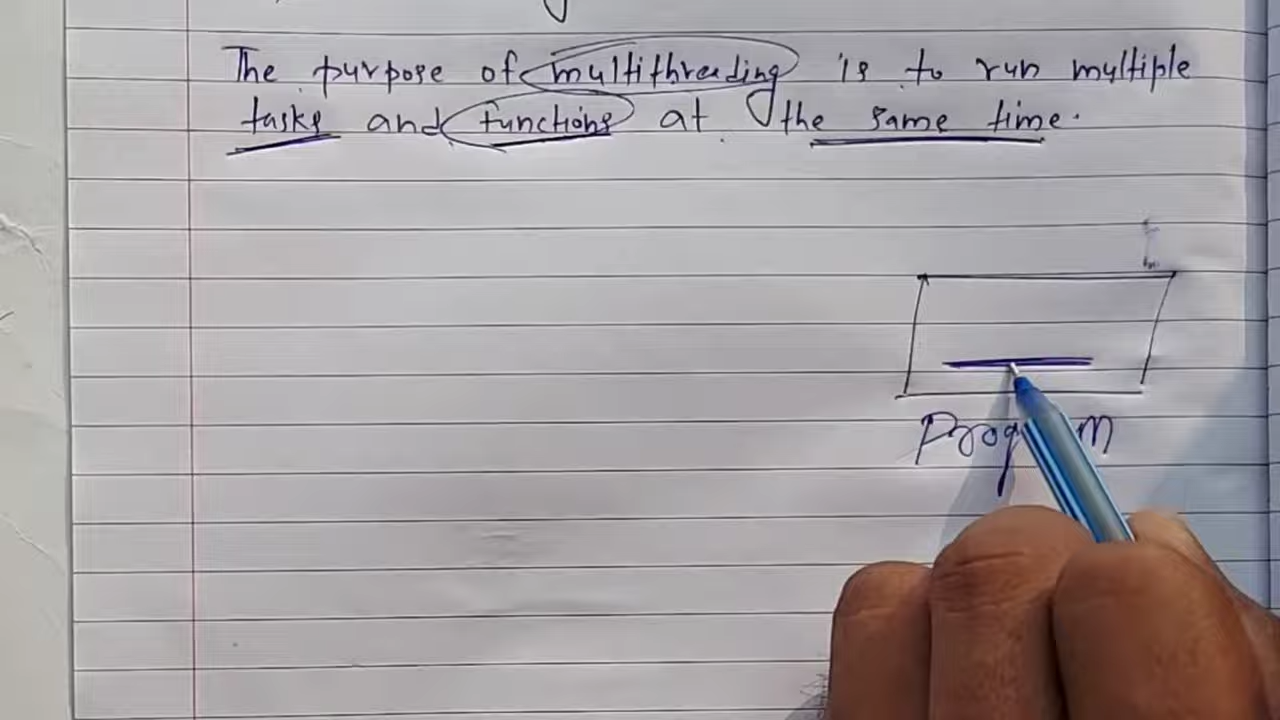 The purpose of multithreading is to run multiple
tasks and functions at the same time.